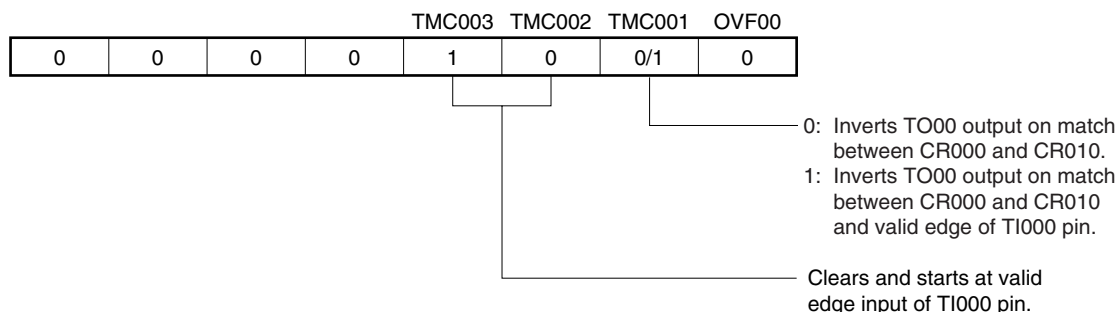 TMC003 TMC002 TMC001 OVF00
0 0 0 0 1 0 0/1 0
0: Inverts TO00 output on match
between CR000 and CR010.
1: Inverts TO00 output on match
between CR000 and CR010
and valid edge of TI000 pin.
Clears and starts at valid
edge input of TI000 pin.